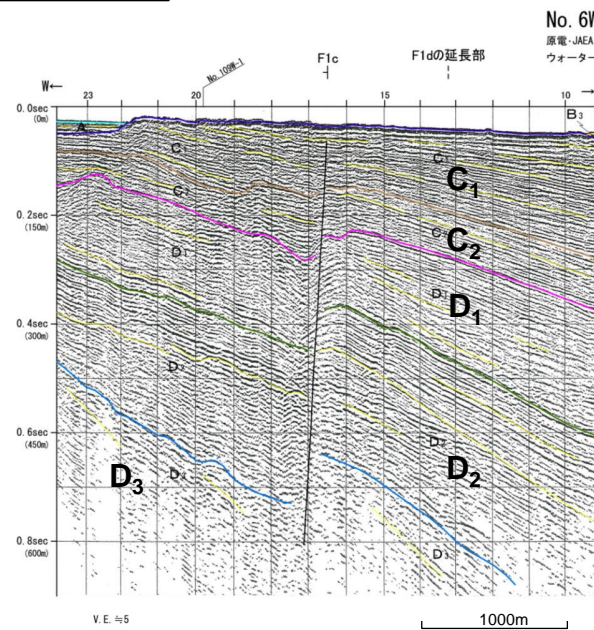 No. 6W
原電・JAEA
ウォーター
F1c
F1dの延長部
No.109W-1
W←
23
20
15
10
→
0.0sec
(0m)
A
B3
C1
C1
C1
0.2sec
(150m)
C2
C2
D1
D1
D1
0.4sec
(300m)
D2
0.6sec
(450m)
D2
D2
D3
D3
0.8sec
(600m)
D3
V.E.≒5
1000m